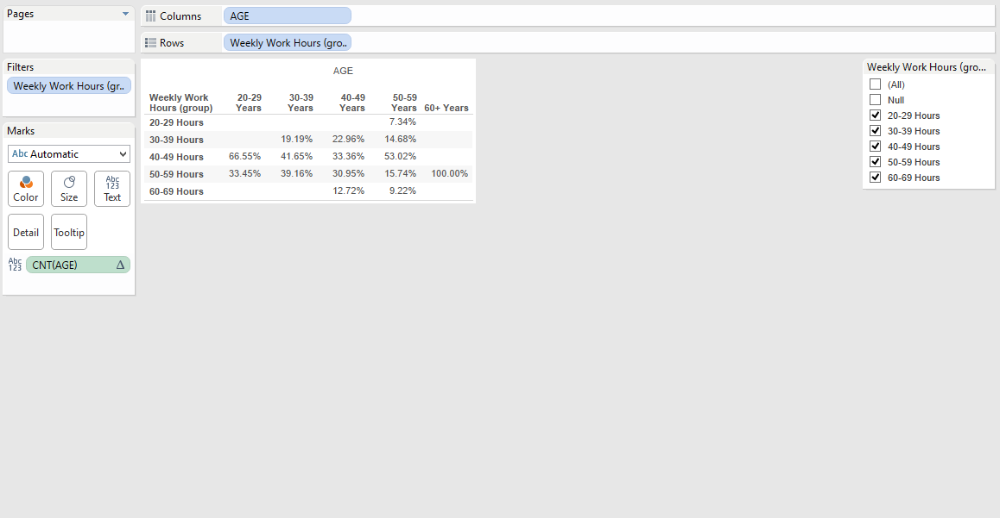 Pages
Columns AGE
Rows Weekly Work Hours (gro..
Filters
Weekly Work Hours (gr..
Marks
Abc Automatic
Color
Size
Abc
123
Text
Detail
Tooltip
Abc
123
CNT(AGE) Δ
AGE
Weekly Work Hours (group) 20-29 Years 30-39 Years 40-49 Years 50-59 Years 60+ Years
20-29 Hours 7.34%
30-39 Hours 19.19% 22.96% 14.68%
40-49 Hours 66.55% 41.65% 33.36% 53.02%
50-59 Hours 33.45% 39.16% 30.95% 15.74% 100.00%
60-69 Hours 12.72% 9.22%
Weekly Work Hours (gro...
(All)
Null
20-29 Hours
30-39 Hours
40-49 Hours
50-59 Hours
60-69 Hours